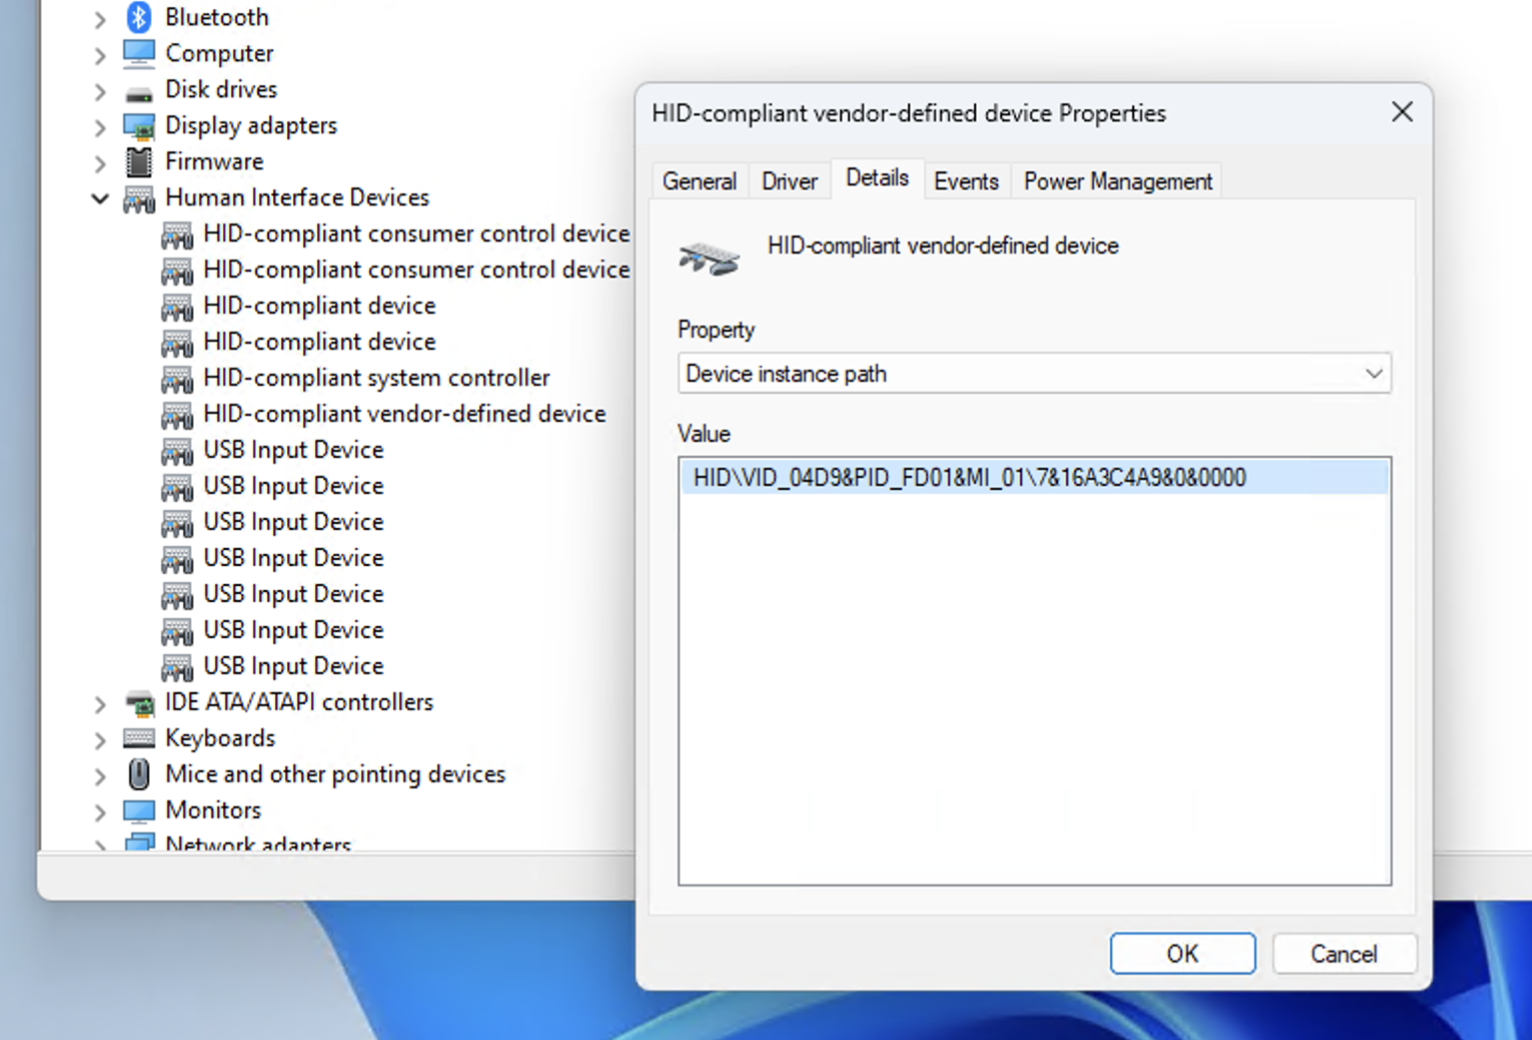 Bluetooth
Computer
Disk drives
Display adapters
Firmware
Human Interface Devices
HID-compliant consumer control device
HID-compliant consumer control device
HID-compliant device
HID-compliant device
HID-compliant system controller
HID-compliant vendor-defined device
USB Input Device
USB Input Device
USB Input Device
USB Input Device
USB Input Device
USB Input Device
USB Input Device
IDE ATA/ATAPI controllers
Keyboards
Mice and other pointing devices
Monitors
Network adapters
HID-compliant vendor-defined device Properties
General Driver Details Events Power Management
HID-compliant vendor-defined device
Property
Device instance path
Value
HID\VID_04D9&PID_FD01&MI_01\7&16A3C4A9&0&0000
OK Cancel